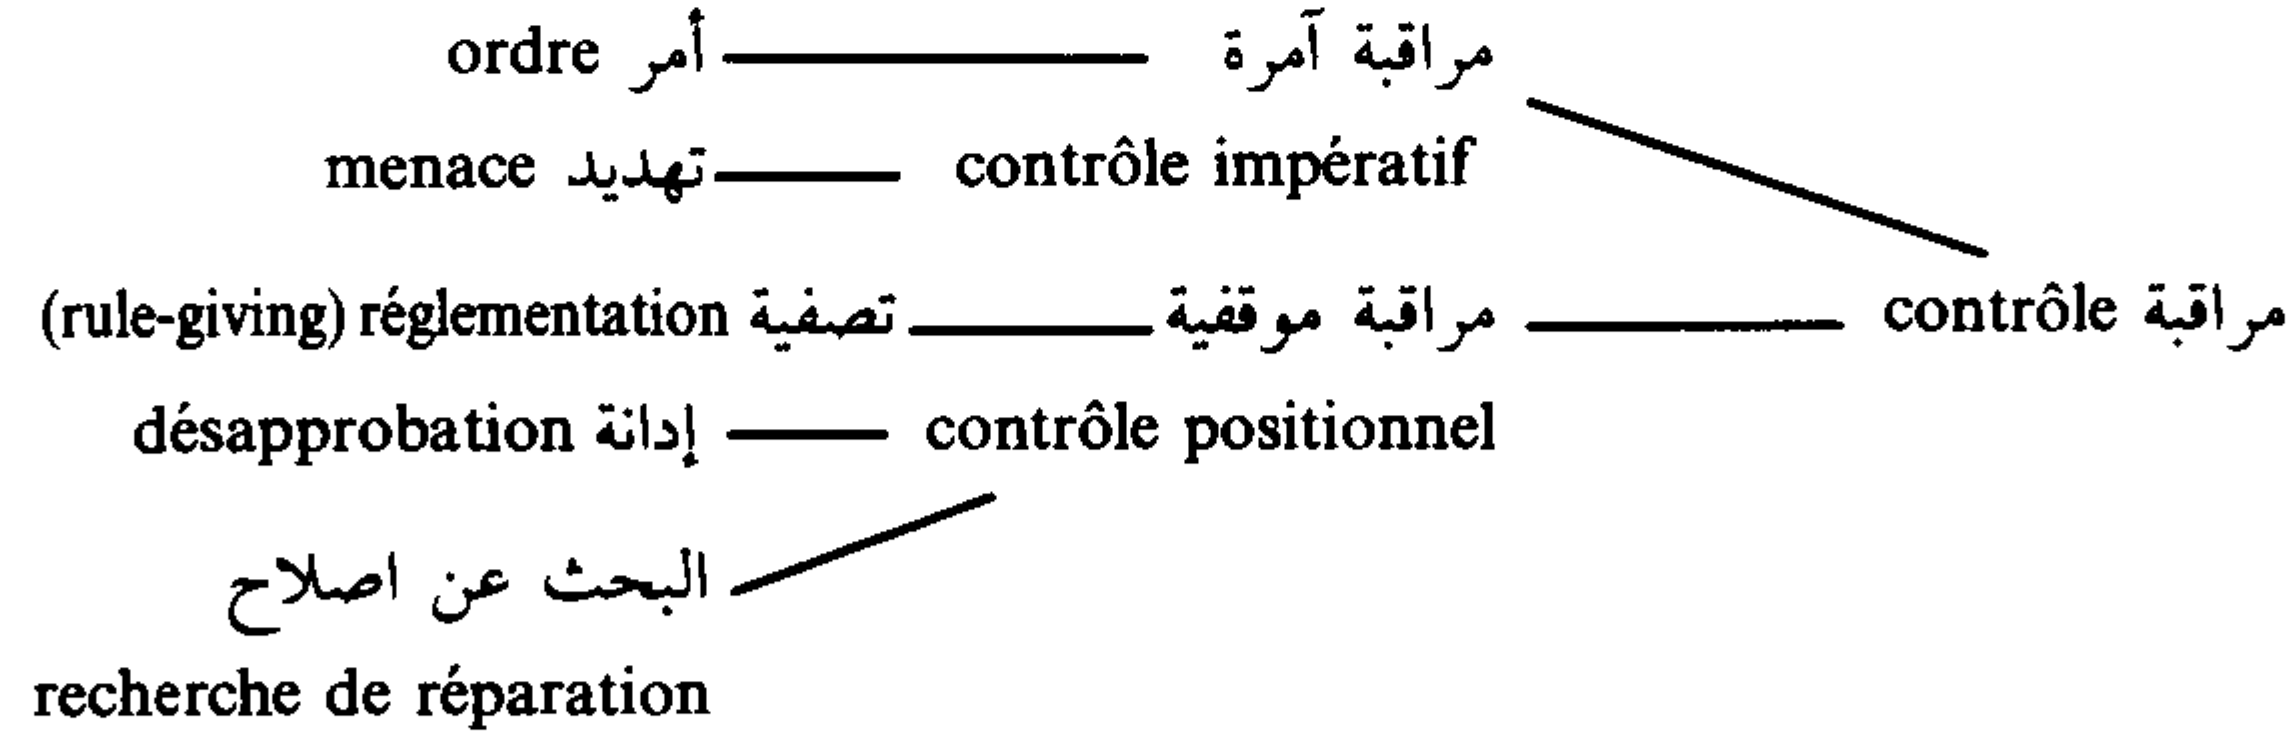 مراقبة آمرة أمر ordre
contrôle impératif تهديد menace
مراقبة contrôle مراقبة موقفية تصفية (rule-giving) réglementation
contrôle positionnel إدانة désapprobation
البحث عن اصلاح
recherche de réparation